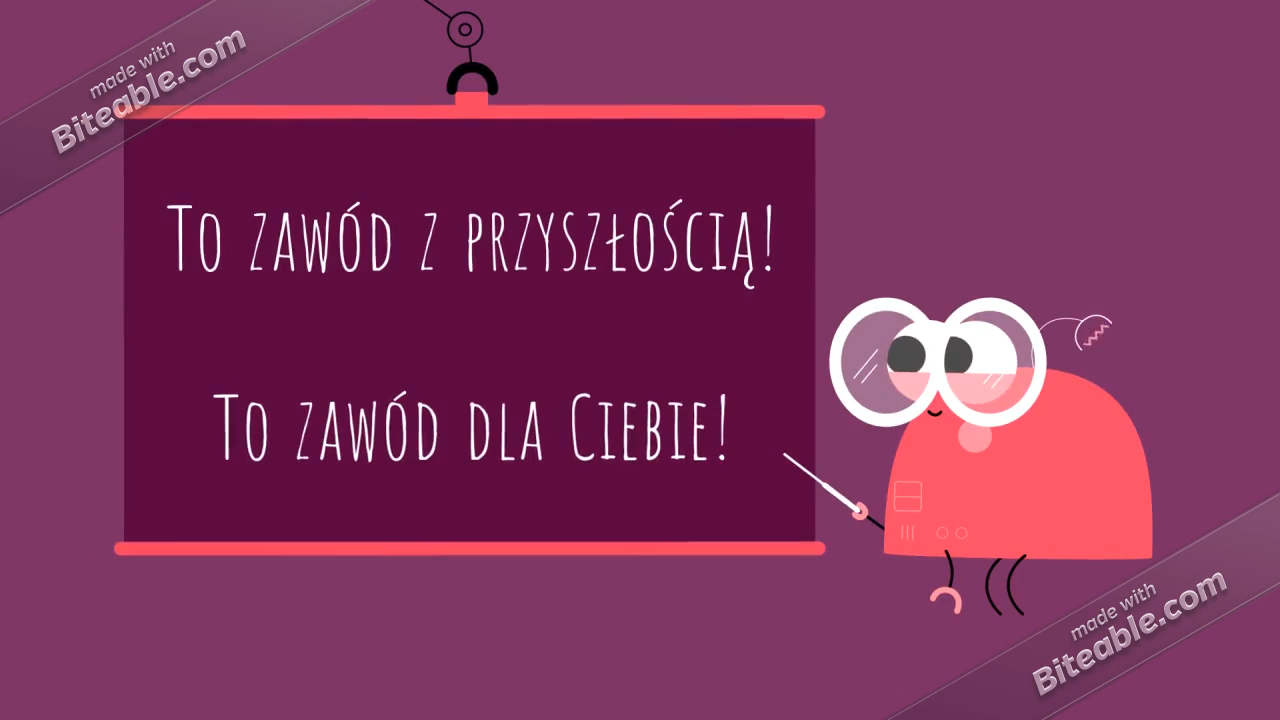 made with
Biteable.com
To zawód z przyszłością!
To zawód dla Ciebie!
made with
Biteable.com